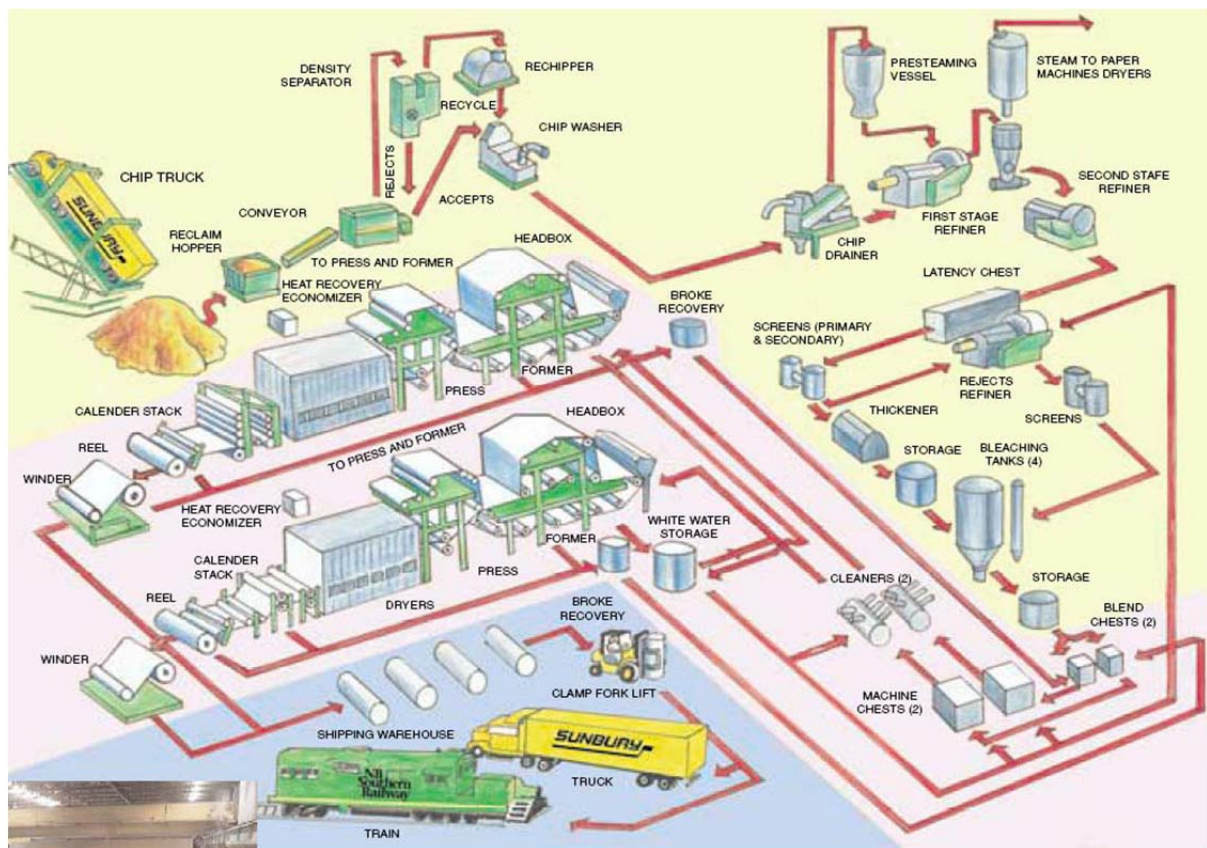 DENSITY
SEPARATOR
RECHIPPER
RECYCLE
CHIP WASHER
PRESTEAMING
VESSEL
STEAM TO PAPER
MACHINES DRYERS
CHIP TRUCK
SUNBURY
REJECTS
ACCEPTS
CONVEYOR
RECLAIM
HOPPER
SECOND STAFE
REFINER
FIRST STAGE
REFINER
CHIP
DRAINER
TO PRESS AND FORMER
HEADBOX
HEAT RECOVERY
ECONOMIZER
LATENCY CHEST
BROKE
RECOVERY
SCREENS (PRIMARY
& SECONDARY)
FORMER
PRESS
REJECTS
REFINER
SCREENS
CALENDER STACK
REEL
WINDER
THICKENER
HEADBOX
TO PRESS AND FORMER
STORAGE
BLEACHING
TANKS (4)
HEAT RECOVERY
ECONOMIZER
WHITE WATER
STORAGE
FORMER
PRESS
CALENDER
STACK
DRYERS
REEL
CLEANERS (2)
STORAGE
BROKE
RECOVERY
BLEND
CHESTS (2)
WINDER
CLAMP FORK LIFT
MACHINE
CHESTS (2)
SHIPPING WAREHOUSE
SUNBURY
TRUCK
NB
Southern
Railway
TRAIN